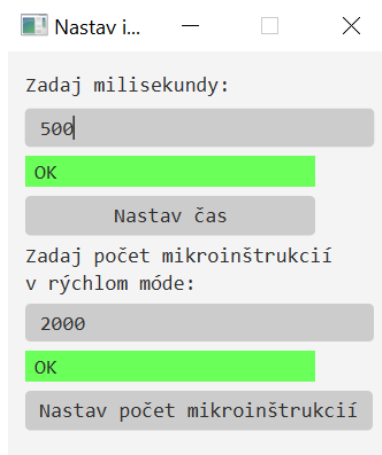 Nastav i...
Zadaj milisekundy:
500
OK
Nastav čas
Zadaj počet mikroinštrukcií
v rýchlom móde:
2000
OK
Nastav počet mikroinštrukcií